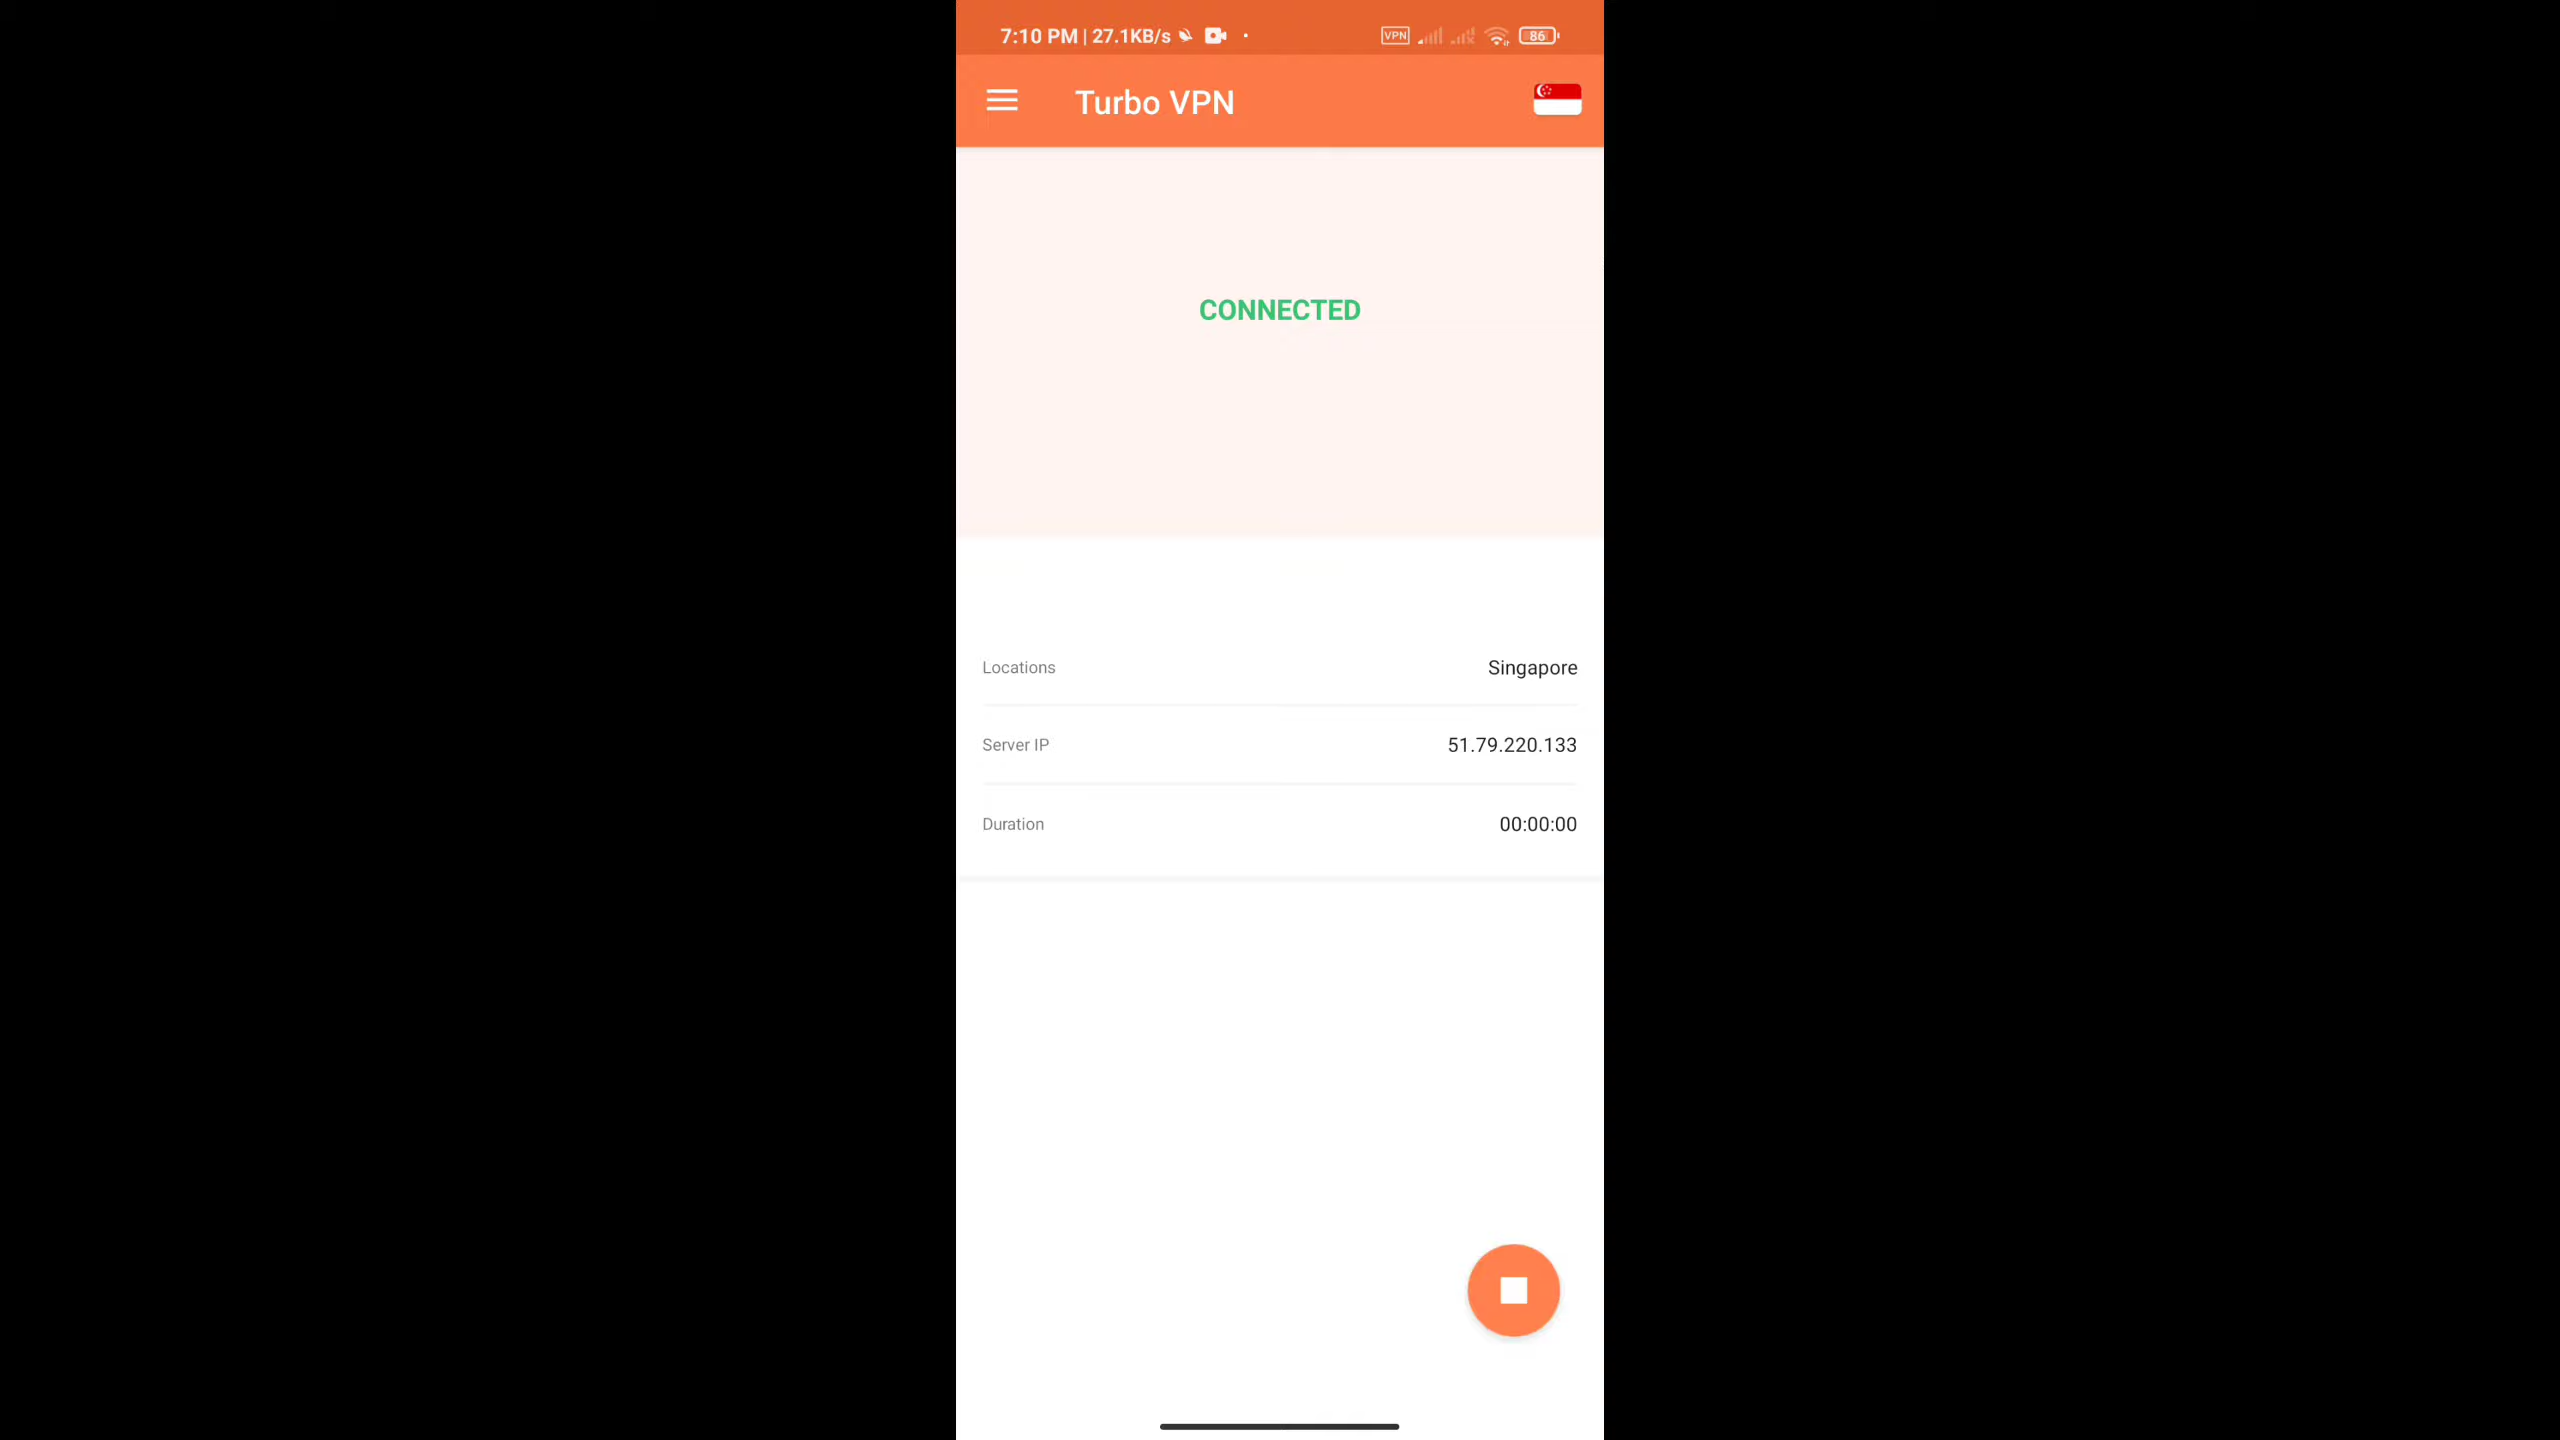 7:10 PM | 27.1KB/s
VPN
86
Turbo VPN
CONNECTED
Locations
Singapore
Server IP
51.79.220.133
Duration
00:00:00